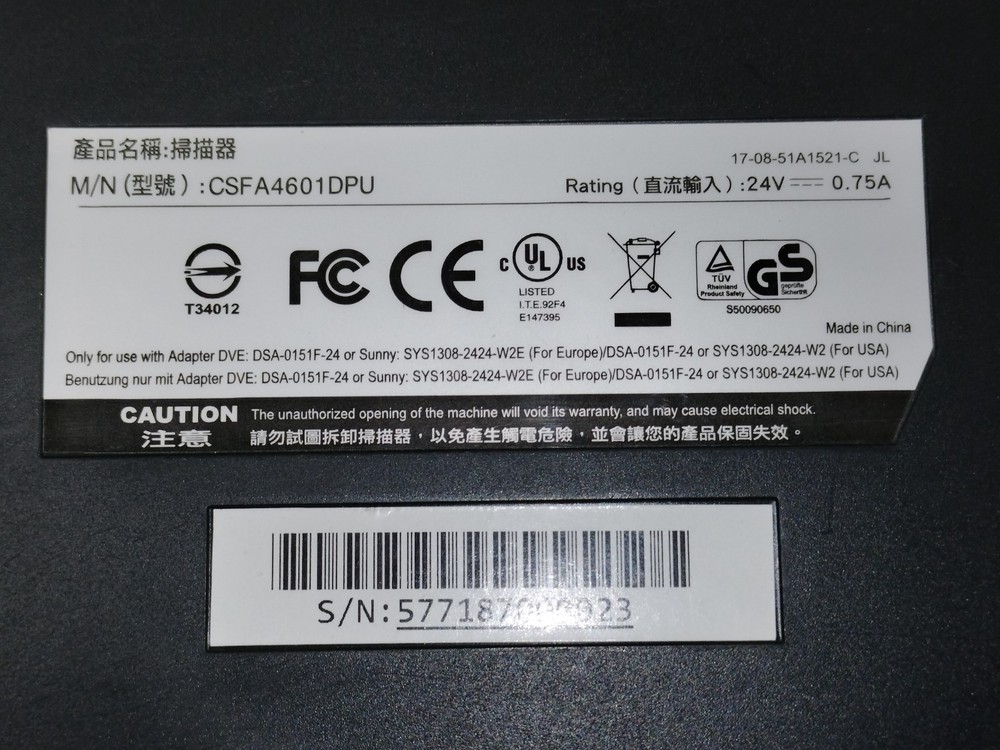 產品名稱:掃描器
17-08-51A1521-C JL
M/N (型號) :CSFA4601DPU
Rating (直流輸入) :24V ⎓ 0.75A
T34012
FC CE
C UL US
LISTED
I.T.E.92F4
E147395
TÜV
Rheinland
Product Safety
GS
geprüfte
Sicherheit
S50090650
Made in China
Only for use with Adapter DVE: DSA-0151F-24 or Sunny: SYS1308-2424-W2E (For Europe)/DSA-0151F-24 or SYS1308-2424-W2 (For USA)
Benutzung nur mit Adapter DVE: DSA-0151F-24 or Sunny: SYS1308-2424-W2E (For Europe)/DSA-0151F-24 or SYS1308-2424-W2 (For USA)
CAUTION The unauthorized opening of the machine will void its warranty, and may cause electrical shock.
注意 請勿試圖拆卸掃描器，以免產生觸電危險，並會讓您的產品保固失效。
S/N: